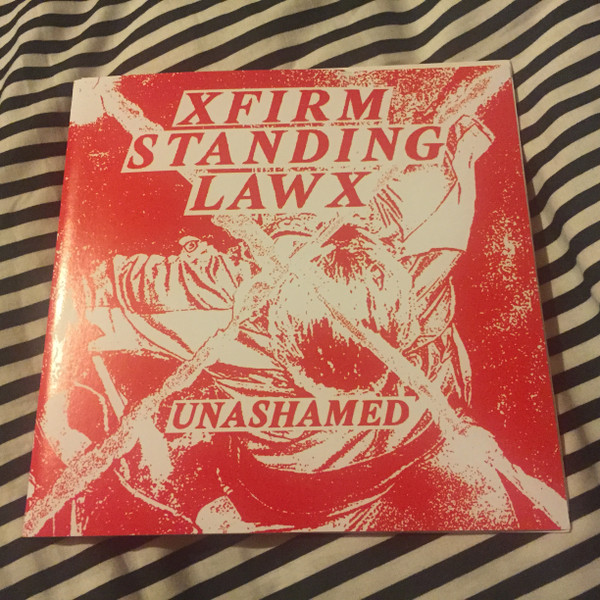 XFIRM
STANDING
LAWX
UNASHAMED